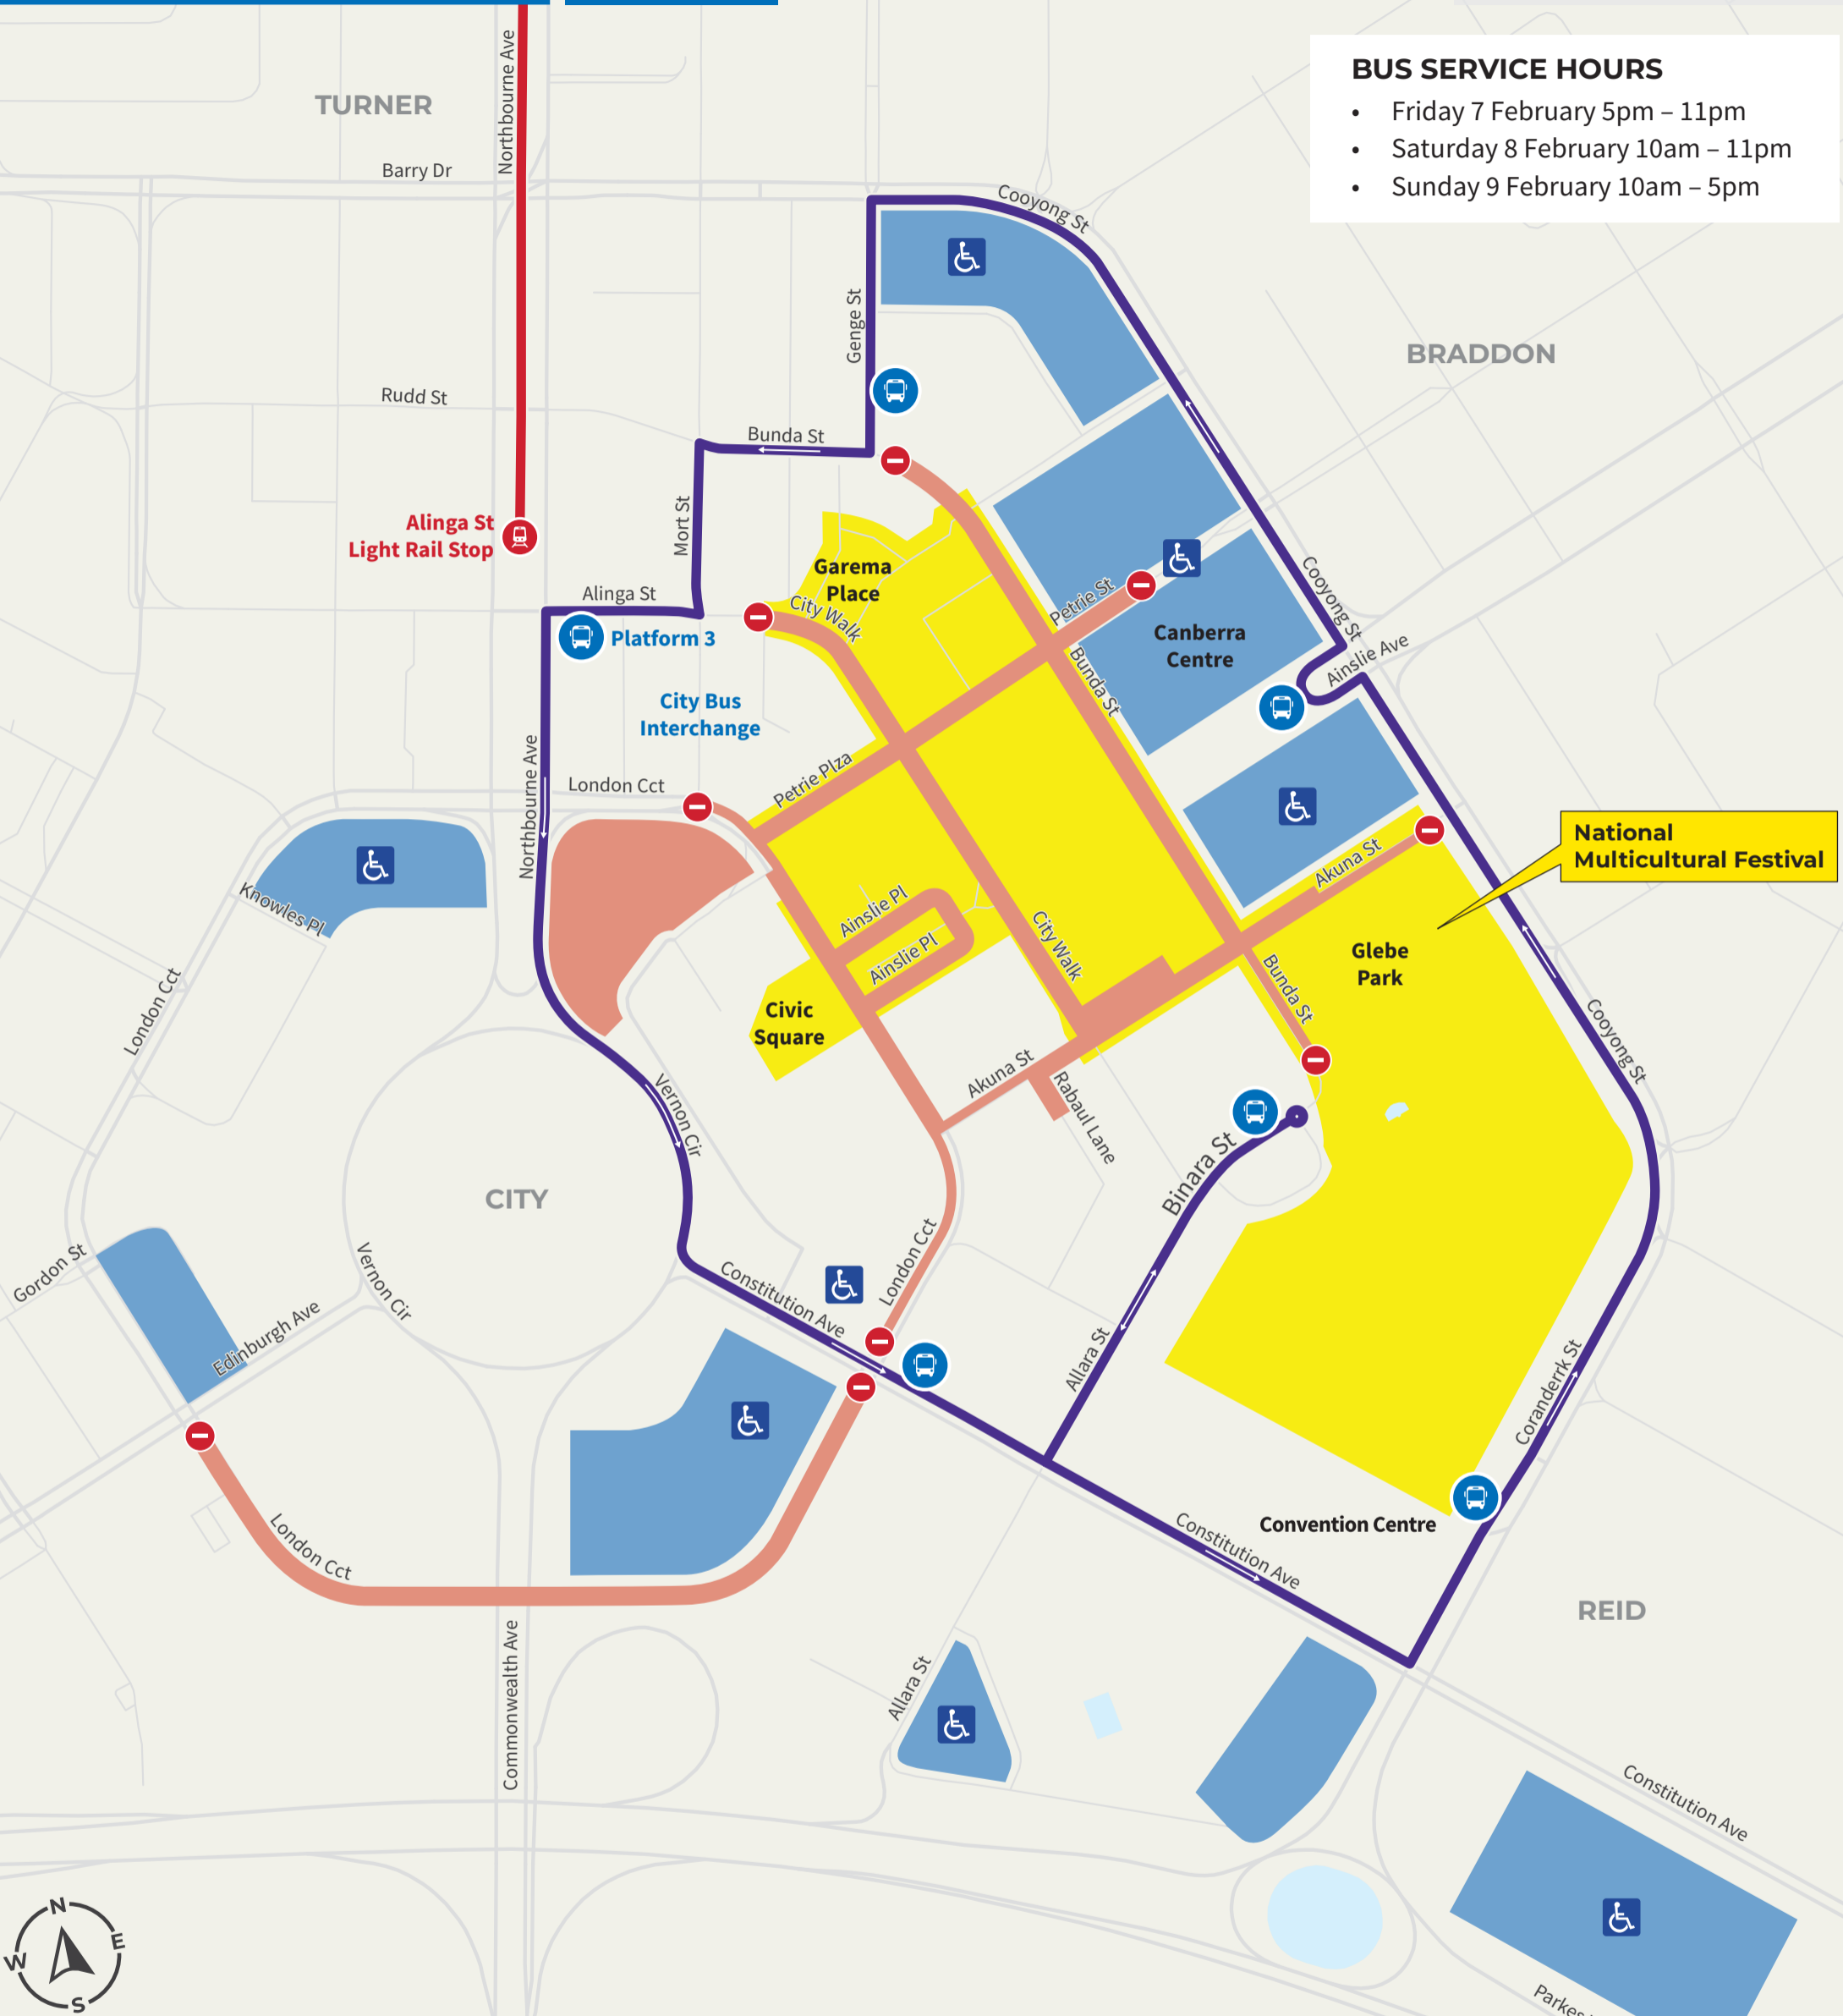 BUS SERVICE HOURS
• Friday 7 February 5pm – 11pm
• Saturday 8 February 10am – 11pm
• Sunday 9 February 10am – 5pm
TURNER
Northbourne Ave
Barry Dr
Cooyong St
Genge St
BRADDON
Rudd St
Bunda St
Mort St
Alinga St
Light Rail Stop
Garema
Place
City Walk
Petrie St
Cooyong St
Alinga St
Platform 3
Canberra
Centre
Ainslie Ave
Bunda St
City Bus
Interchange
Northbourne Ave
London Cct
Petrie Plza
National
Multicultural Festival
Akuna St
Knowles Pl
Ainslie Pl
Ainslie Pl
City Walk
Glebe
Park
Bunda St
London Cct
Civic
Square
Cooyong St
Akuna St
Rabaul Lane
Vernon Cir
Binara St
CITY
Gordon St
Vernon Cir
Edinburgh Ave
Constitution Ave
London Cct
Allara St
Coranderrk St
London Cct
Convention Centre
Constitution Ave
REID
Commonwealth Ave
Allara St
Constitution Ave
Parkes
N
E
W
S